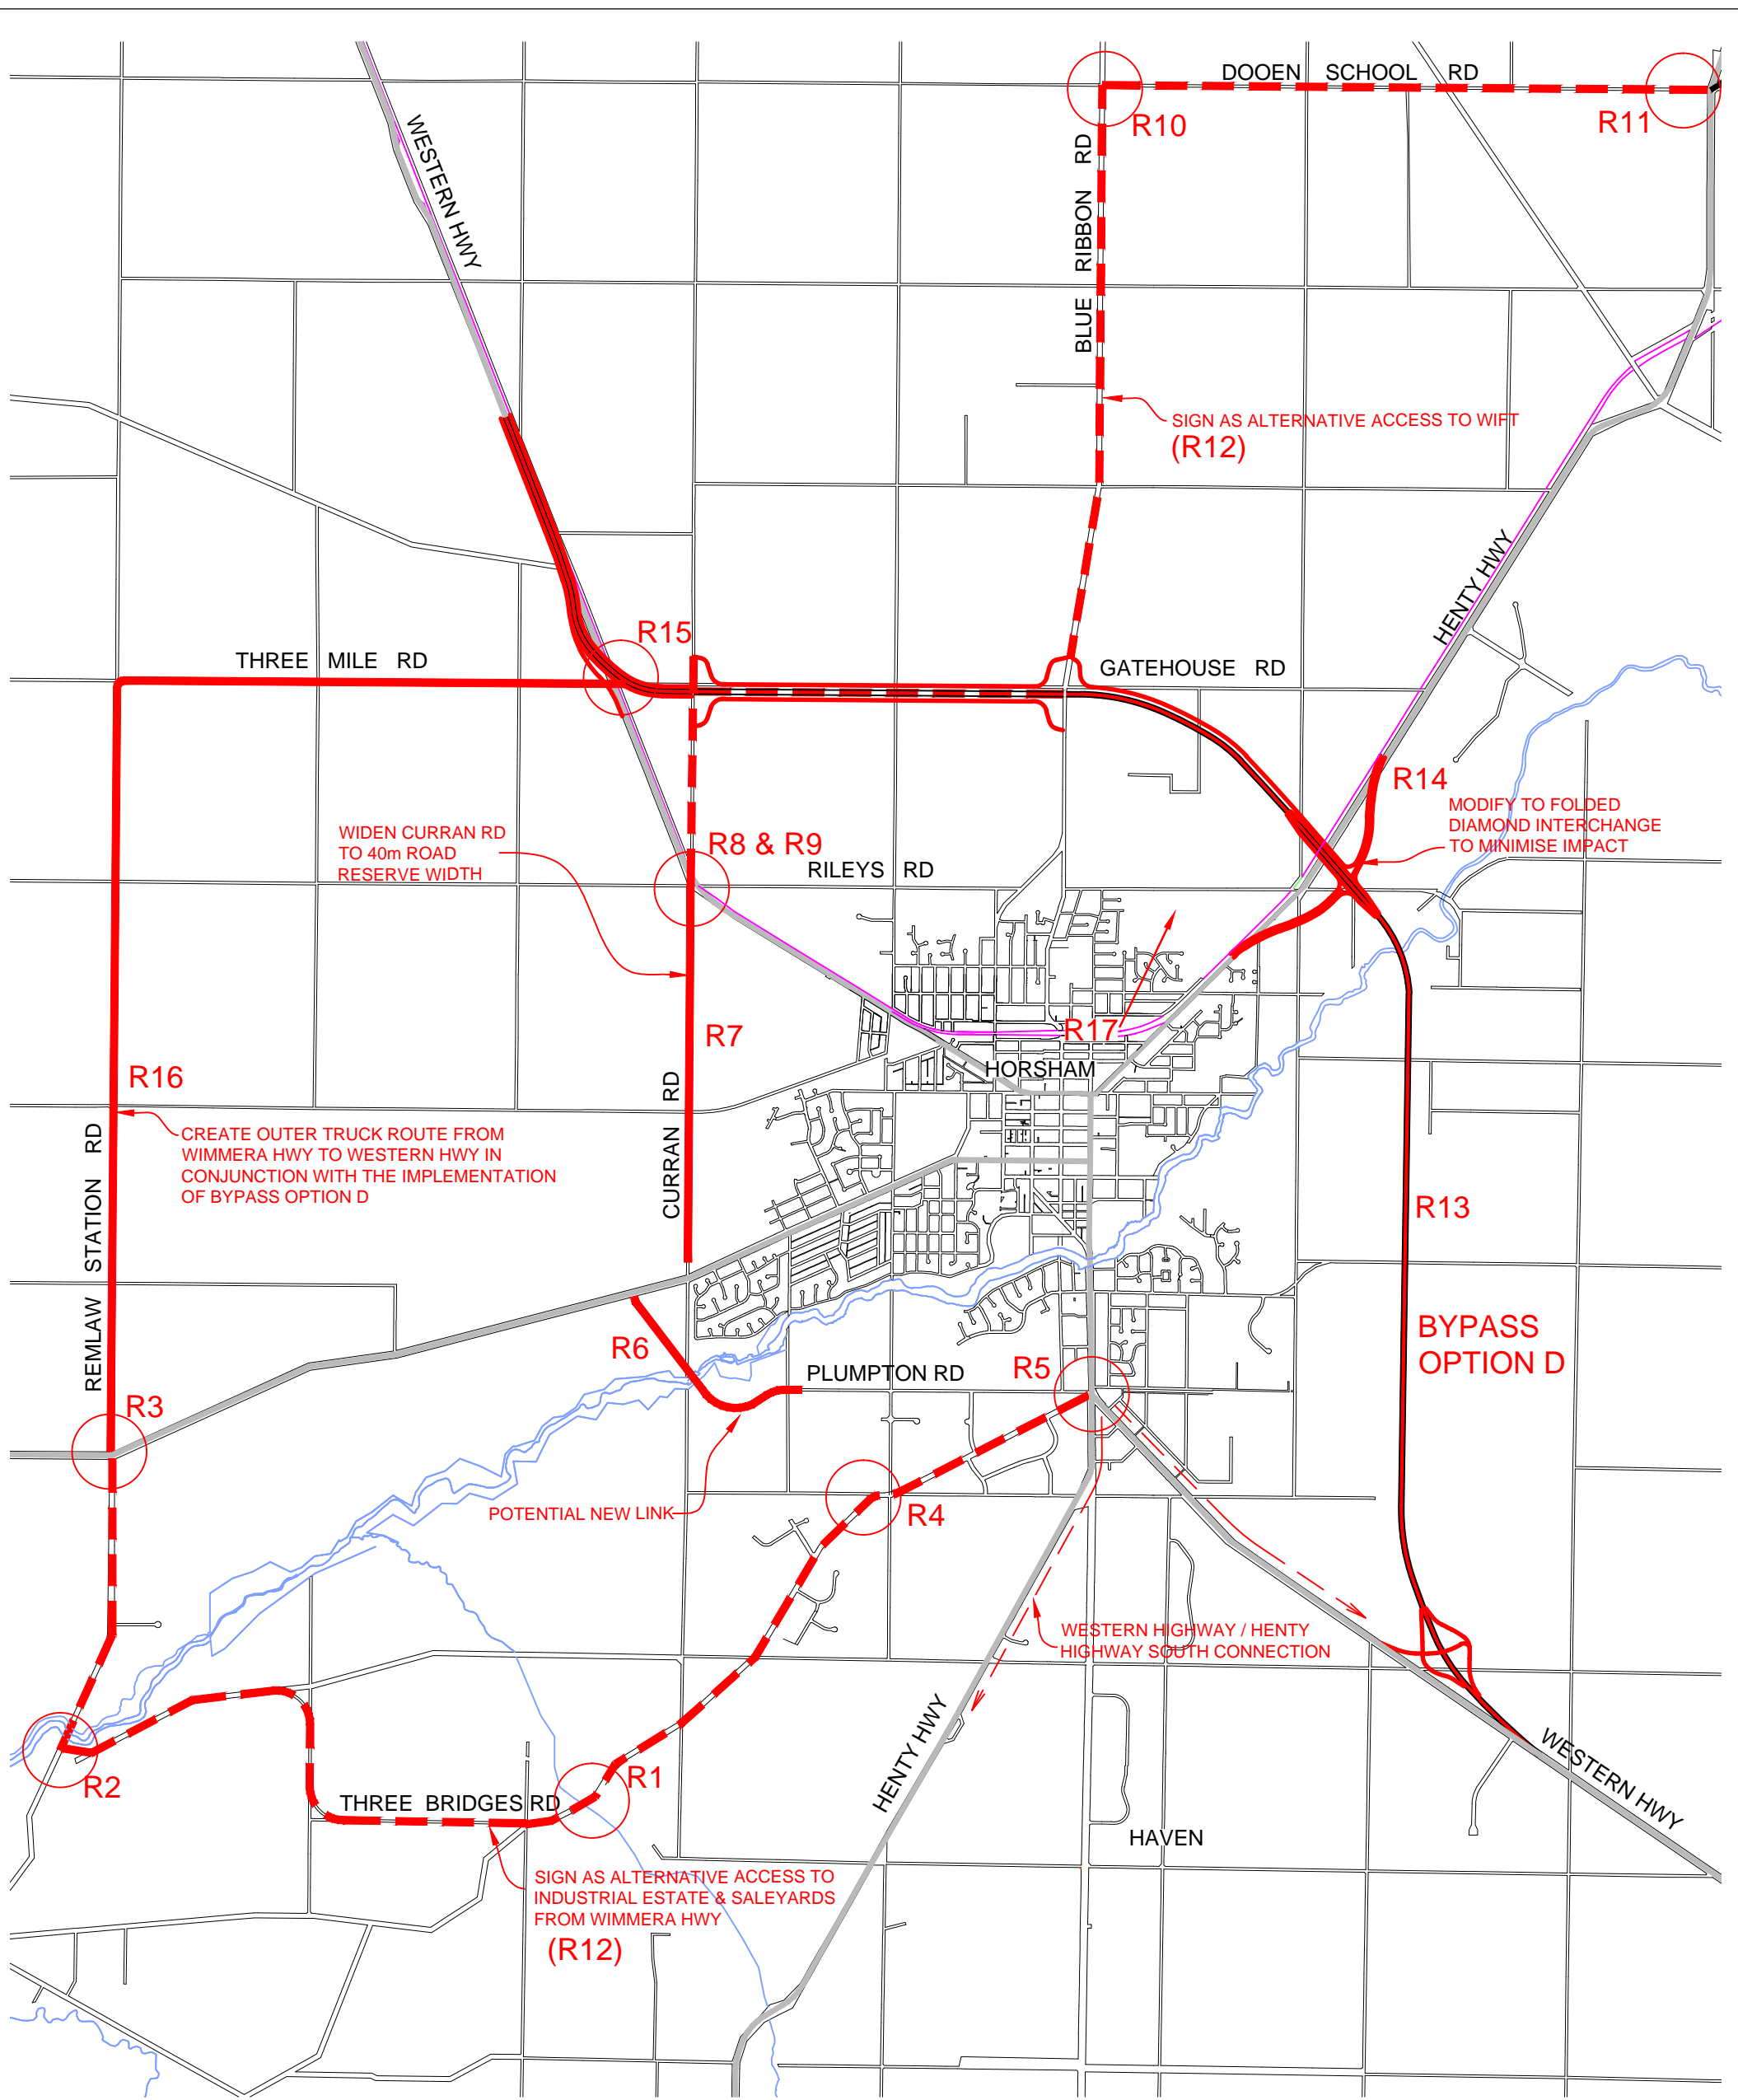 DOOEN SCHOOL RD
R10
R11
WESTERN HWY
BLUE RIBBON RD
SIGN AS ALTERNATIVE ACCESS TO WIFT
(R12)
HENTY HWY
R15
THREE MILE RD
GATEHOUSE RD
R14
MODIFY TO FOLDED
DIAMOND INTERCHANGE
TO MINIMISE IMPACT
WIDEN CURRAN RD
TO 40m ROAD
RESERVE WIDTH
R8 & R9
RILEYS RD
R7
R17
HORSHAM
R16
CURRAN RD
CREATE OUTER TRUCK ROUTE FROM
WIMMERA HWY TO WESTERN HWY IN
CONJUNCTION WITH THE IMPLEMENTATION
OF BYPASS OPTION D
REMLAW STATION RD
R13
BYPASS
OPTION D
R6
PLUMPTON RD
R5
R3
POTENTIAL NEW LINK
R4
WESTERN HIGHWAY / HENTY
HIGHWAY SOUTH CONNECTION
HENTY HWY
WESTERN HWY
R2
R1
THREE BRIDGES RD
HAVEN
SIGN AS ALTERNATIVE ACCESS TO
INDUSTRIAL ESTATE & SALEYARDS
FROM WIMMERA HWY
(R12)